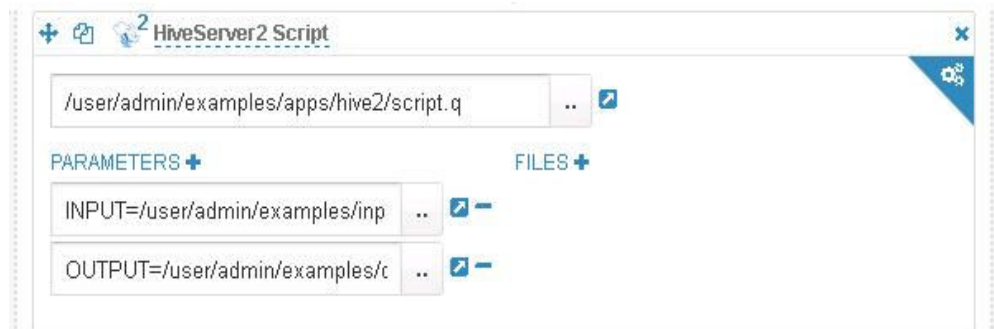 2 HiveServer2 Script
/user/admin/examples/apps/hive2/script.q ..
PARAMETERS + FILES +
INPUT=/user/admin/examples/inp ..
OUTPUT=/user/admin/examples/c ..